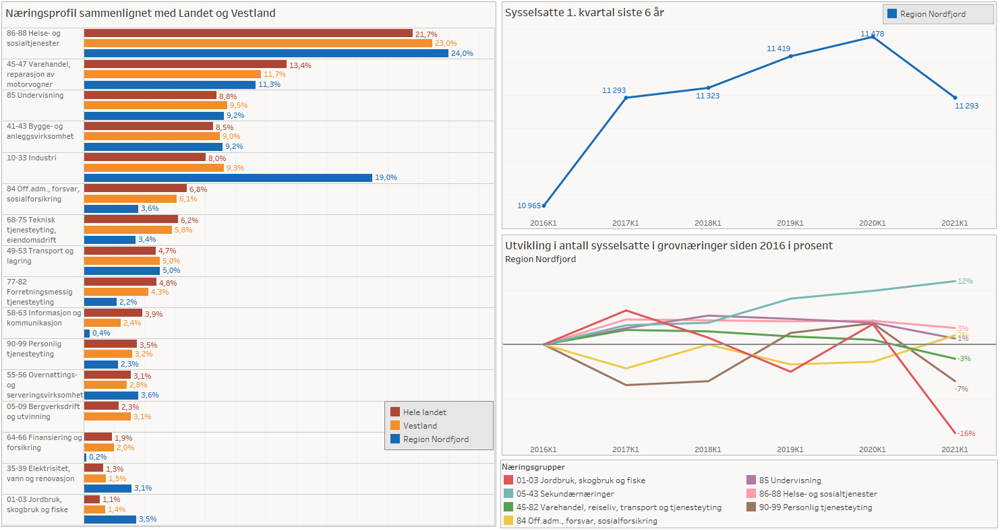 Næringsprofil sammenlignet med Landet og Vestland
86-88 Helse- og
sosialtjenester
21,7%
23,0%
24,0%
45-47 Varehandel,
reparasjon av
motorvogner
13,4%
11,7%
11,3%
85 Undervisning
8,8%
9,5%
9,2%
41-43 Bygge- og
anleggsvirksomhet
8,5%
9,0%
9,2%
10-33 Industri
8,0%
9,3%
19,0%
84 Off.adm., forsvar,
sosialforsikring
6,8%
6,1%
3,6%
68-75 Teknisk
tjenesteyting,
eiendomsdrift
6,2%
5,8%
3,4%
49-53 Transport og
lagring
4,7%
5,0%
5,0%
77-82
Forretningsmessig
tjenesteyting
4,8%
4,3%
2,2%
58-63 Informasjon og
kommunikasjon
3,9%
2,4%
0,4%
90-99 Personlig
tjenesteyting
3,5%
3,2%
2,3%
55-56 Overnattings-
og
serveringsvirksomhet
3,1%
2,8%
3,6%
05-09 Bergverksdrift
og utvinning
2,3%
3,1%
64-66 Finansiering og
forsikring
1,9%
2,0%
0,2%
35-39 Elektrisitet,
vann og renovasjon
1,3%
1,5%
3,1%
01-03 Jordbruk,
skogbruk og fiske
1,1%
1,4%
3,5%
Hele landet
Vestland
Region Nordfjord
Sysselsatte 1. kvartal siste 6 år
Region Nordfjord
10 965
11 293
11 323
11 419
11 478
11 293
2016K1 2017K1 2018K1 2019K1 2020K1 2021K1
Utvikling i antall sysselsatte i grovnæringer siden 2016 i prosent
Region Nordfjord
12%
3%
2%
1%
-3%
-7%
-16%
2016K1 2017K1 2018K1 2019K1 2020K1 2021K1
Næringsgrupper
01-03 Jordbruk, skogbruk og fiske
05-43 Sekundærnæringer
45-82 Varehandel, reiseliv, transport og tjenesteyting
84 Off.adm., forsvar, sosialforsikring
85 Undervisning
86-88 Helse- og sosialtjenester
90-99 Personlig tjenesteyting